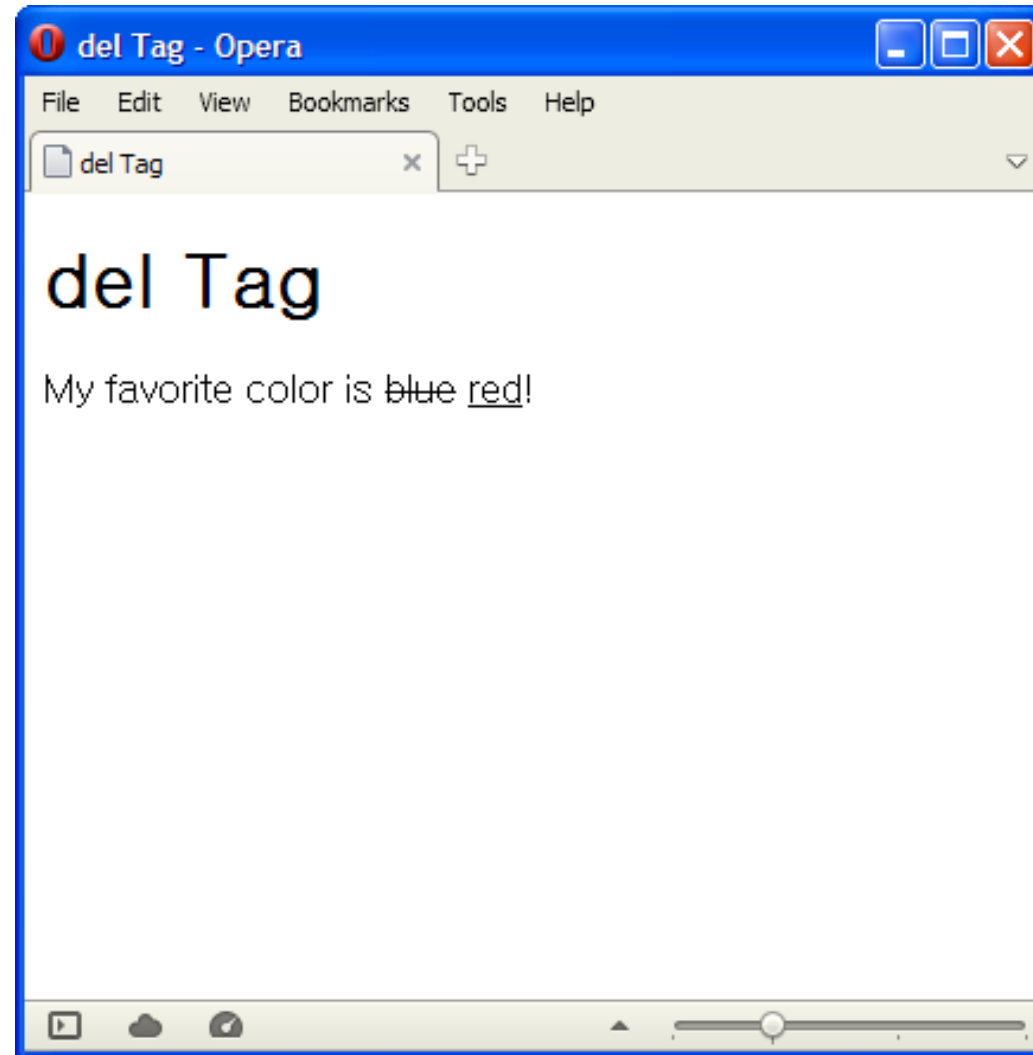 del Tag - Opera
File Edit View Bookmarks Tools Help
del Tag
del Tag
My favorite color is blue red!